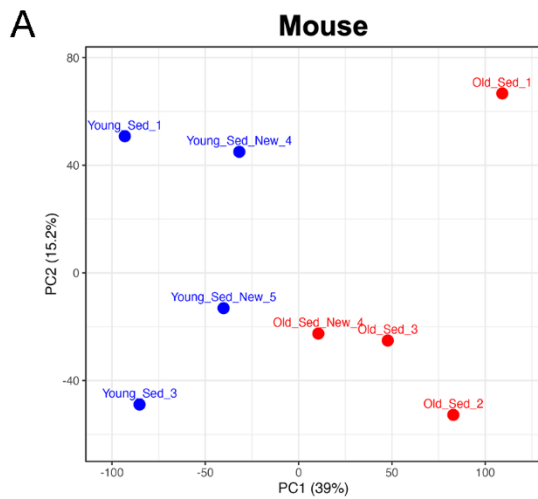 A
Mouse
80
40
0
-40
PC2 (15.2%)
Old_Sed_1
Young_Sed_1
Young_Sed_New_4
Young_Sed_New_5
Old_Sed_New_4
Old_Sed_3
Young_Sed_3
Old_Sed_2
-100
-50
0
50
100
PC1 (39%)